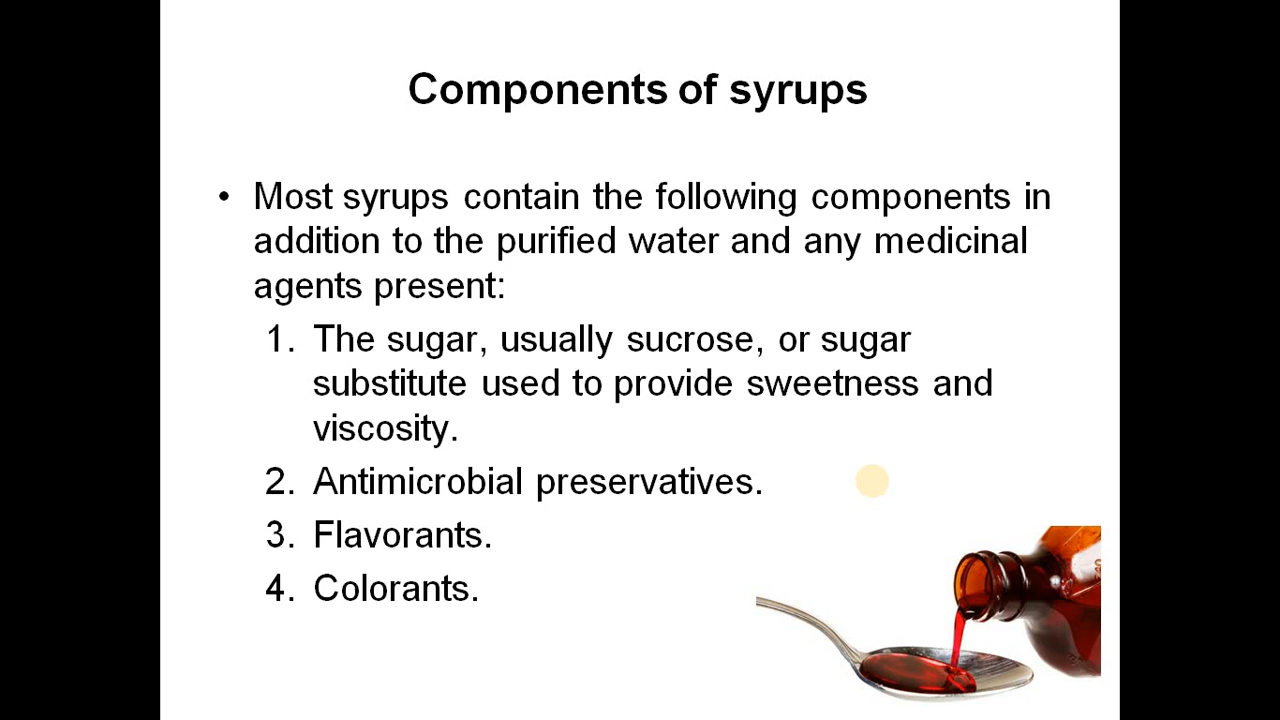 Components of syrups
• Most syrups contain the following components in
addition to the purified water and any medicinal
agents present:
1. The sugar, usually sucrose, or sugar
substitute used to provide sweetness and
viscosity.
2. Antimicrobial preservatives.
3. Flavorants.
4. Colorants.